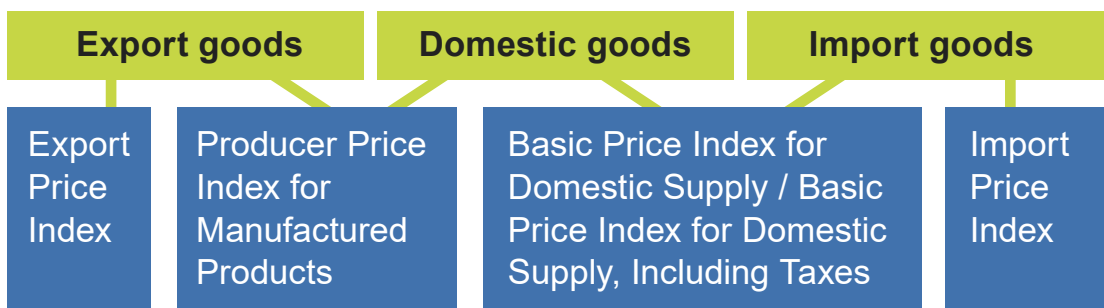 Export goods
Domestic goods
Import goods
Export
Price
Index
Producer Price
Index for
Manufactured
Products
Basic Price Index for
Domestic Supply / Basic
Price Index for Domestic
Supply, Including Taxes
Import
Price
Index